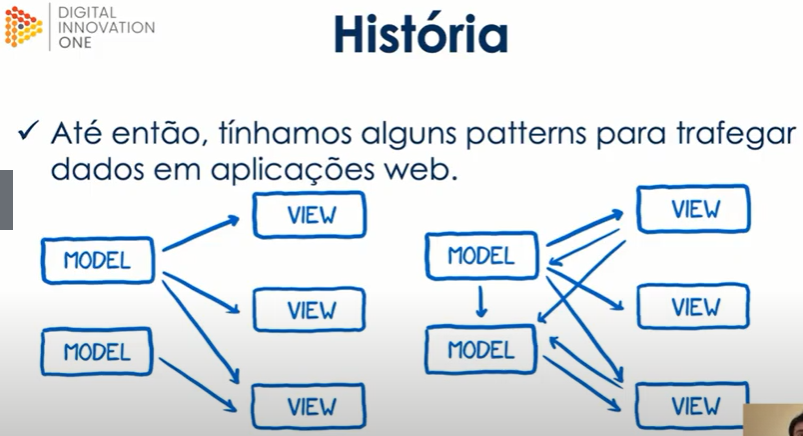 DIGITAL
INNOVATION
ONE
História
✓ Até então, tínhamos alguns patterns para trafegar
dados em aplicações web.
MODEL
MODEL
VIEW
VIEW
VIEW
MODEL
MODEL
VIEW
VIEW
VIEW